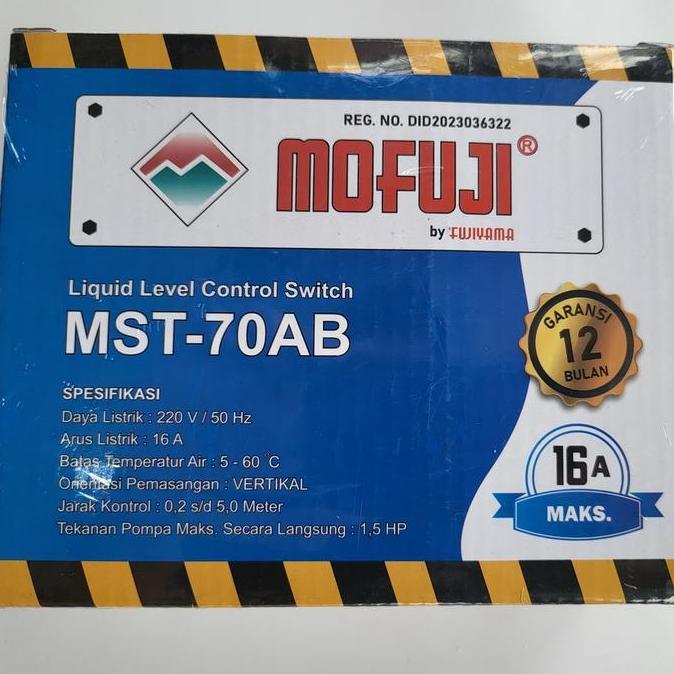 REG. NO. DID2023036322
MOFUJI®
by FUJIYAMA
Liquid Level Control Switch
MST-70AB
SPESIFIKASI
Daya Listrik : 220 V / 50 Hz
Arus Listrik : 16 A
Batas Temperatur Air : 5 - 60 °C
Orientasi Pemasangan : VERTIKAL
Jarak Kontrol : 0,2 s/d 5,0 Meter
Tekanan Pompa Maks. Secara Langsung : 1,5 HP
GARANSI
12
BULAN
16 A
MAKS.